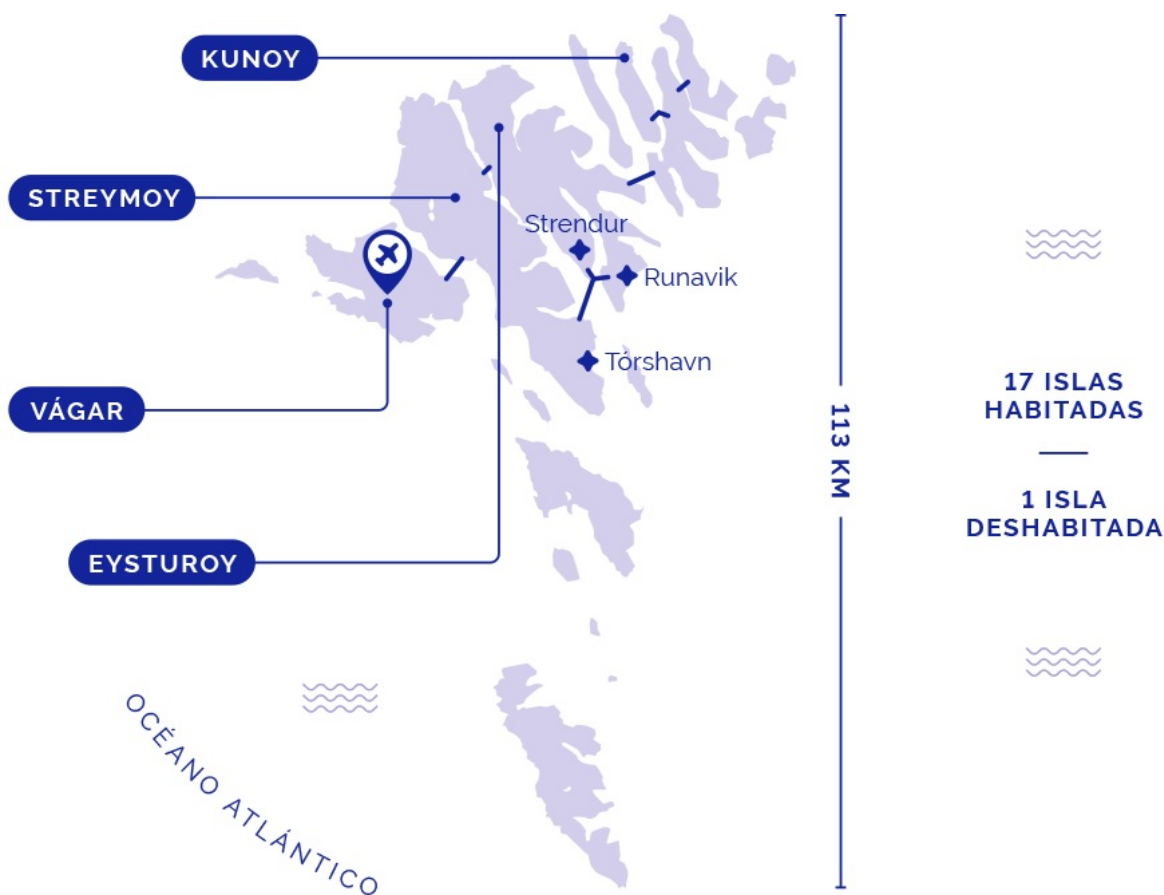 KUNOY
STREYMOY
Strendur
Runavik
Tórshavn
VÁGAR
EYSTUROY
113 KM
17 ISLAS
HABITADAS
1 ISLA
DESHABITADA
OCÉANO ATLÁNTICO